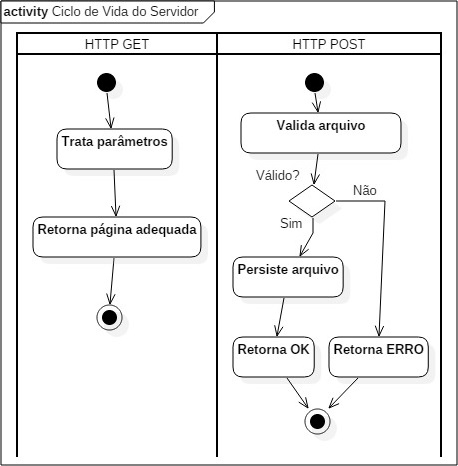 activity Ciclo de Vida do Servidor
HTTP GET
HTTP POST
Trata parâmetros
Retorna página adequada
Valida arquivo
Válido?
Não
Sim
Persiste arquivo
Retorna OK
Retorna ERRO